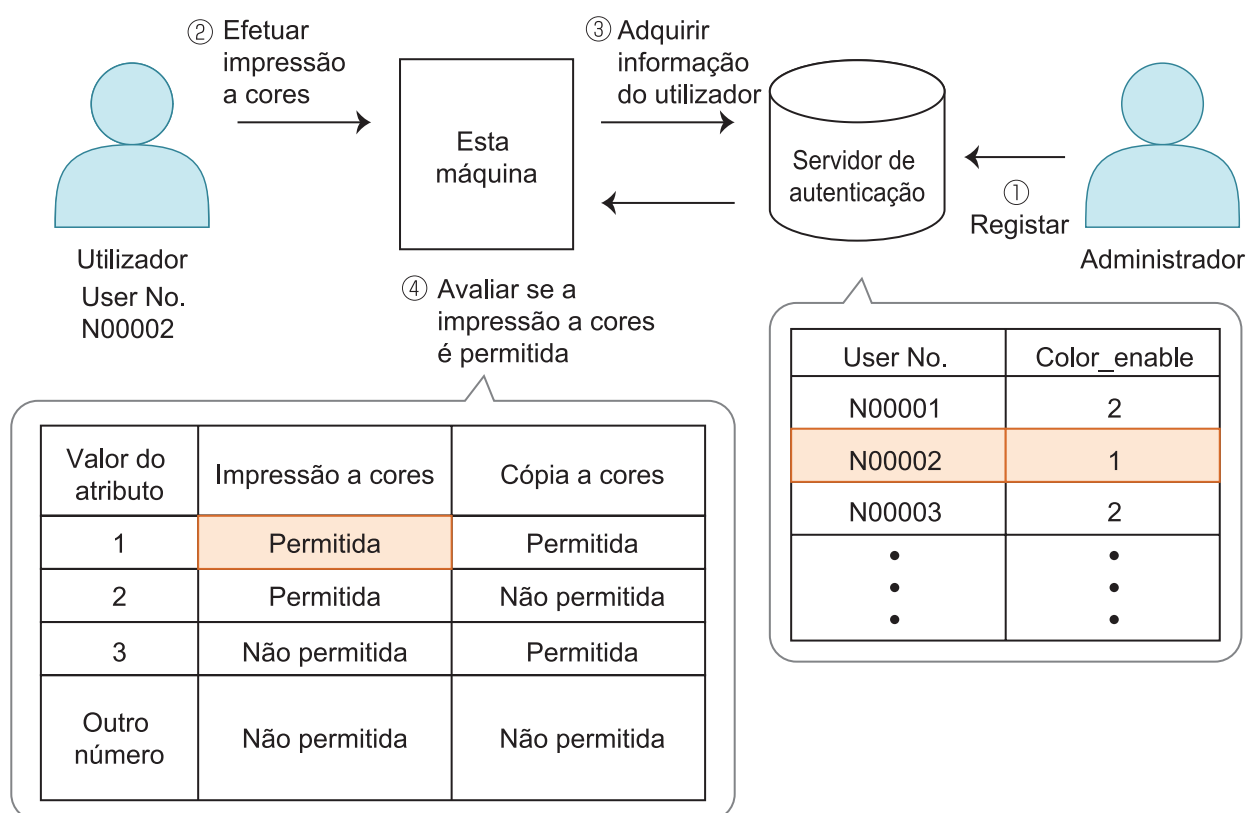 ② Efetuar
impressão
a cores
③ Adquirir
informação
do utilizador
Esta
máquina
Servidor de
autenticação
①
Registar
Utilizador
User No.
N00002
Administrador
④ Avaliar se a
impressão a cores
é permitida
User No. Color_enable
N00001 2
N00002 1
N00003 2
Valor do
atributo
Impressão a cores
Cópia a cores
1 Permitida Permitida
2 Permitida Não permitida
3 Não permitida Permitida
Outro
número
Não permitida Não permitida